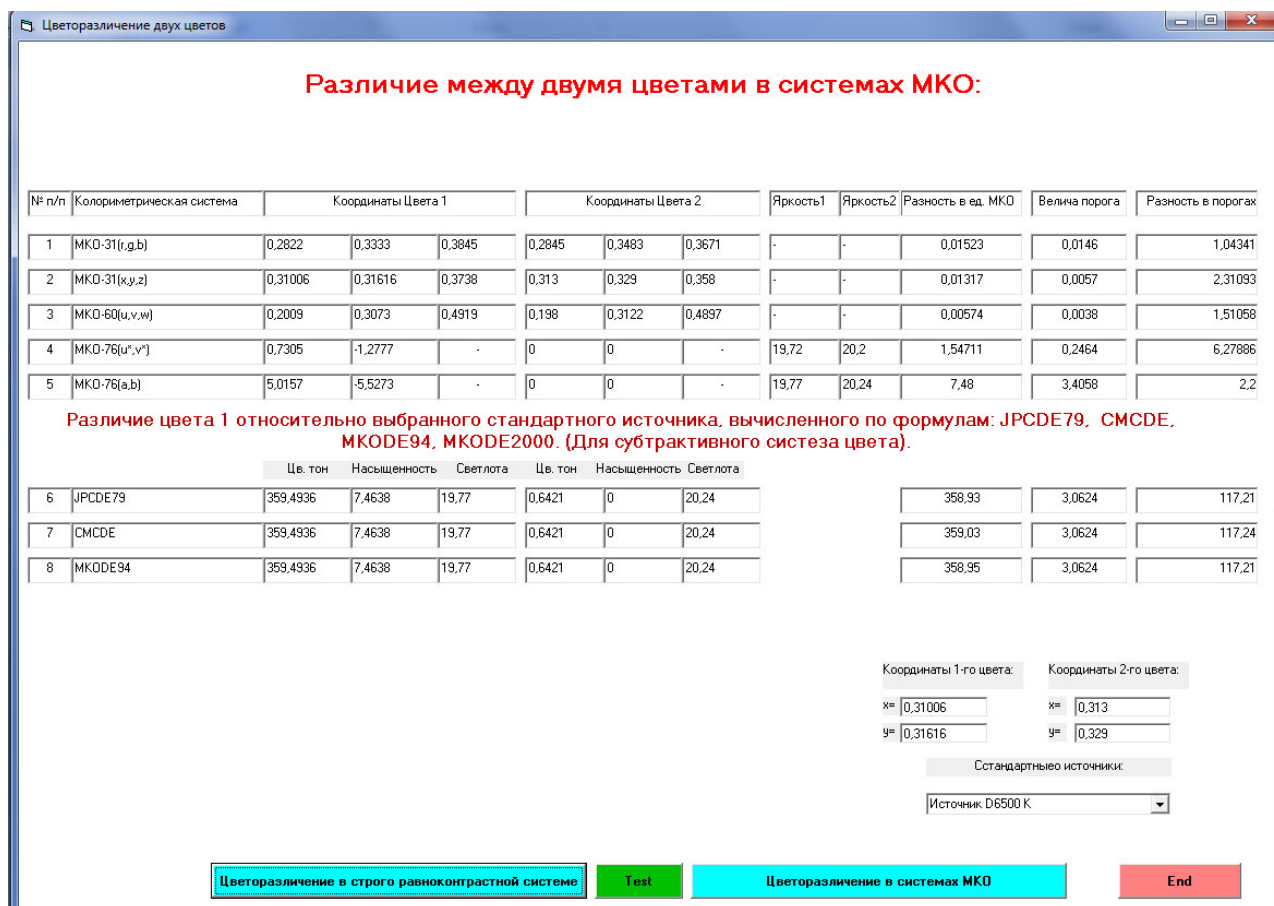 Цветоразличение двух цветов
Различие между двумя цветами в системах МКО:
№ п/п Колориметрическая система Координаты Цвета 1 Координаты Цвета 2 Яркость1 Яркость2 Разность в ед. МКО Велича порога Разность в порогах
1 МКО-31(r,g,b) 0,2822 0,3333 0,3845 0,2845 0,3483 0,3671 - - 0,01523 0,0146 1,04341
2 МКО-31(x,y,z) 0,31006 0,31616 0,3738 0,313 0,329 0,358 - - 0,01317 0,0057 2,31093
3 МКО-60(u,v,w) 0,2009 0,3073 0,4919 0,198 0,3122 0,4897 - - 0,00574 0,0038 1,51058
4 МКО-76(u*,v*) 0,7305 -1,2777 - 0 0 - 19,72 20,2 1,54711 0,2464 6,27886
5 МКО-76(a,b) 5,0157 -5,5273 - 0 0 - 19,77 20,24 7,48 3,4058 2,2
Различие цвета 1 относительно выбранного стандартного источника, вычисленного по формулам: JPCDE79, CMCDE,
MKODE94, MKODE2000. (Для субтрактивного систеза цвета).
Цв. тон Насыщенность Светлота Цв. тон Насыщенность Светлота
6 JPCDE79 359,4936 7,4638 19,77 0,6421 0 20,24 358,93 3,0624 117,21
7 CMCDE 359,4936 7,4638 19,77 0,6421 0 20,24 359,03 3,0624 117,24
8 MKODE94 359,4936 7,4638 19,77 0,6421 0 20,24 358,95 3,0624 117,21
Координаты 1-го цвета: Координаты 2-го цвета:
x= 0,31006 x= 0,313
y= 0,31616 y= 0,329
Сстандартныео источники:
Источник D6500 K
Цветоразличение в строго равноконтрастной системе Test Цветоразличение в системах МКО End